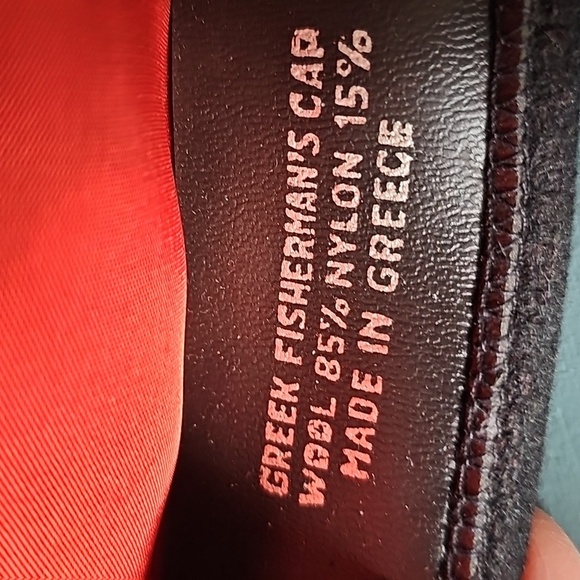 GREEK FISHERMAN'S CAP
WOOL 85% NYLON 15%
MADE IN GREECE